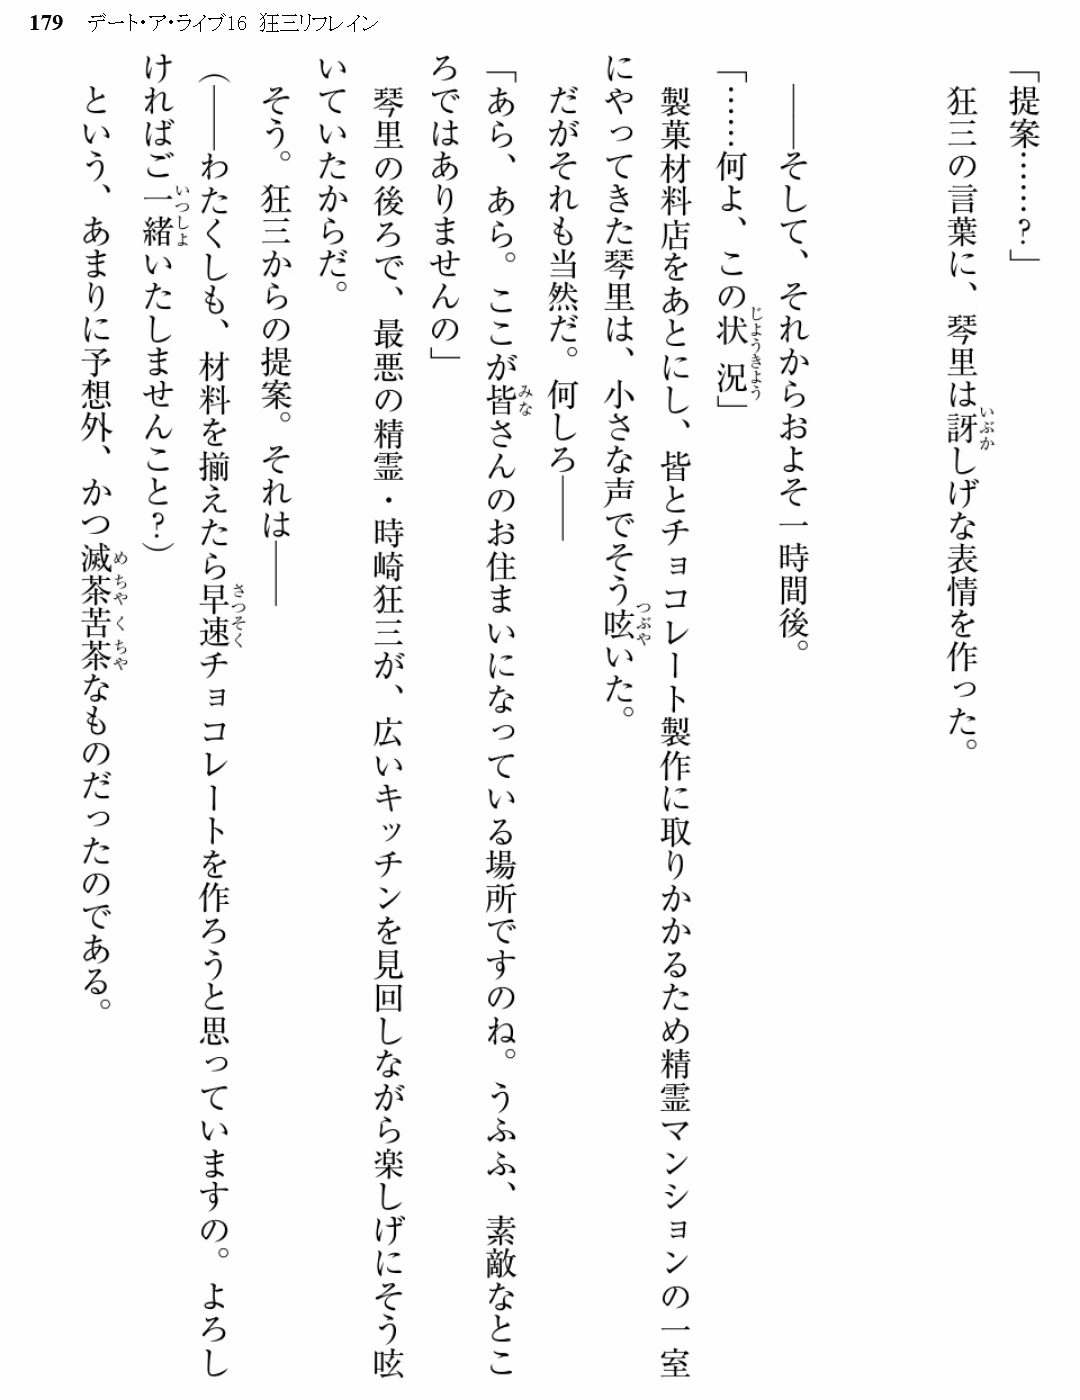 179 デート・ア・ライブ16 狂三リフレイン
「提案……？」
狂三の言葉に、琴里は訝しげな表情を作った。
――そして、それからおよそ一時間後。
「……何よ、この状況」
製菓材料店をあとにし、皆とチョコレート製作に取りかかるため精霊マンションの一室
にやってきた琴里は、小さな声でそう呟いた。
だがそれも当然だ。何しろ――
「あら、あら。ここが皆さんのお住まいになっている場所ですのね。うふふ、素敵なとこ
ろではありませんの」
琴里の後ろで、最悪の精霊・時崎狂三が、広いキッチンを見回しながら楽しげにそう呟
いていたからだ。
そう。狂三からの提案。それは――
（――わたくしも、材料を揃えたら早速チョコレートを作ろうと思っていますの。よろし
ければご一緒いたしませんこと？）
という、あまりに予想外、かつ滅茶苦茶なものだったのである。